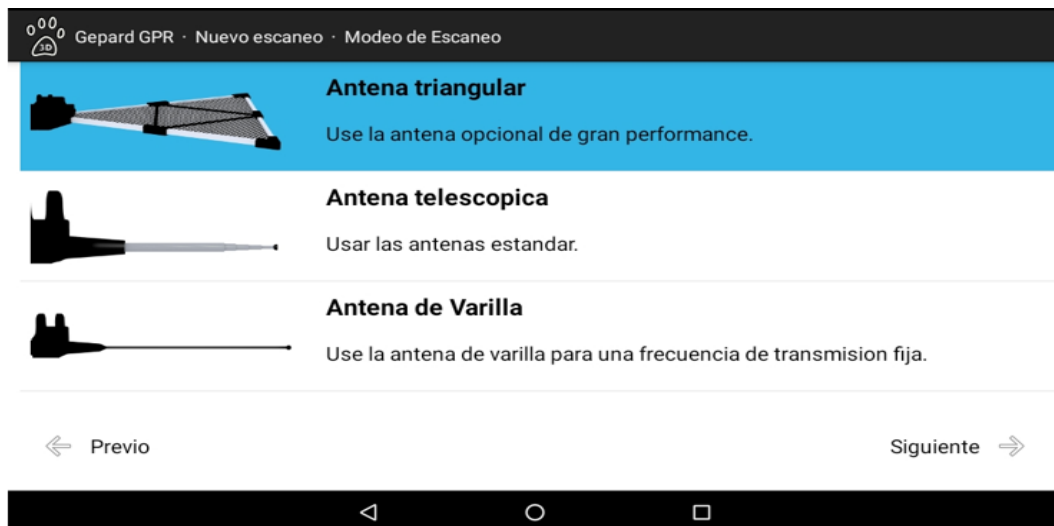 3D
Gepard GPR · Nuevo escaneo · Modeo de Escaneo
Antena triangular
Use la antena opcional de gran performance.
Antena telescopica
Usar las antenas estandar.
Antena de Varilla
Use la antena de varilla para una frecuencia de transmision fija.
Previo
Siguiente